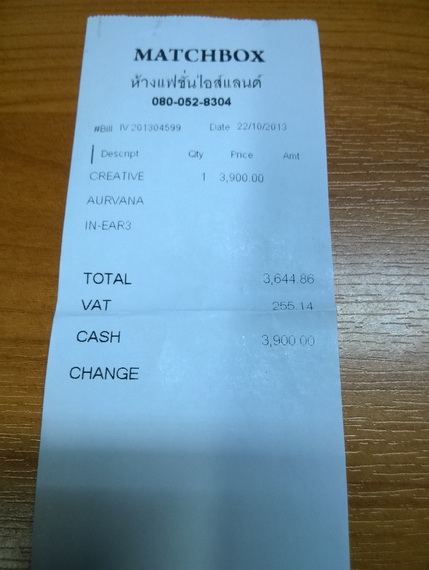 MATCHBOX
ห้างแฟชั่นไอส์แลนด์
080-052-8304
#Bill IV 201304599 Date 22/10/2013
Descript Qty Price Amt
CREATIVE 1 3,900.00
AURVANA
IN-EAR3
TOTAL 3,644.86
VAT 255.14
CASH 3,900.00
CHANGE